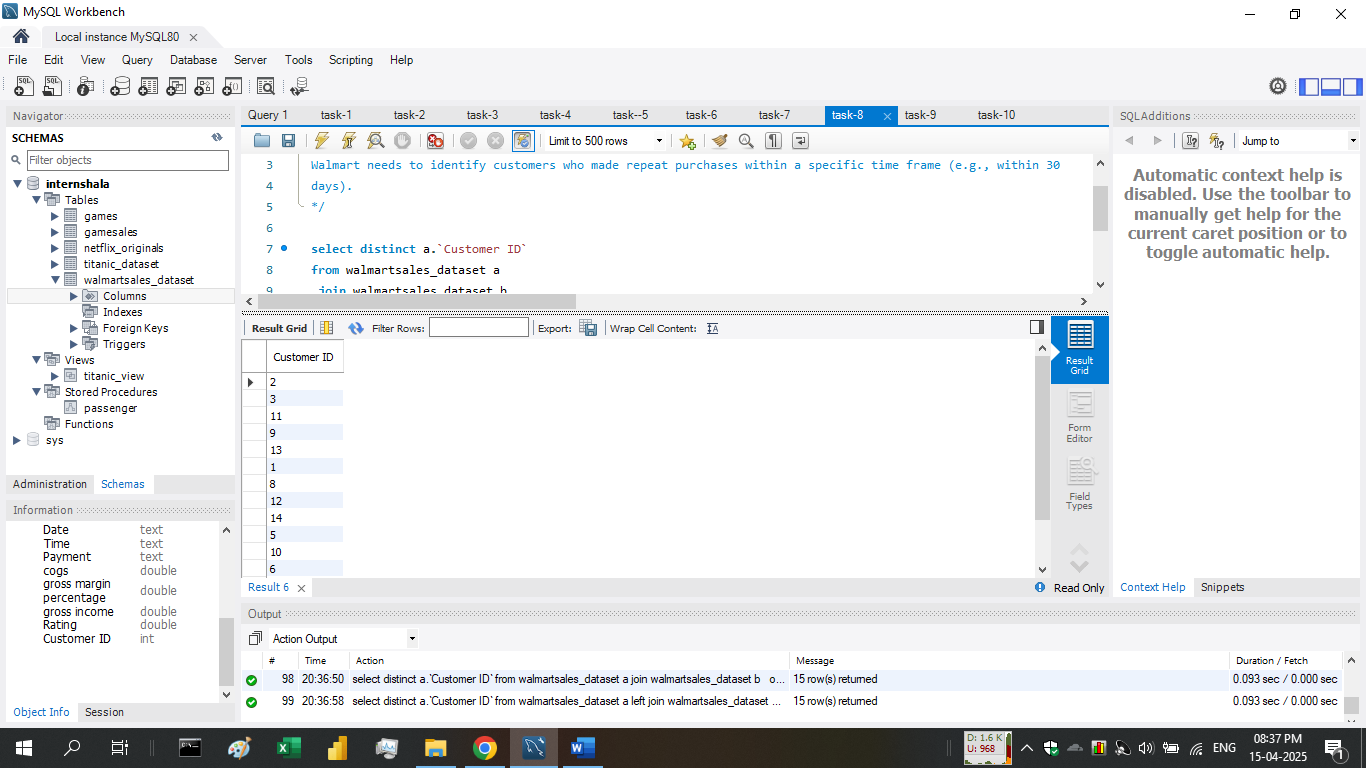 MySQL Workbench
Local instance MySQL80
File Edit View Query Database Server Tools Scripting Help
Navigator
SCHEMAS
Filter objects
internshala
Tables
games
gamesales
netflix_originals
titanic_dataset
walmartsales_dataset
Columns
Indexes
Foreign Keys
Triggers
Views
titanic_view
Stored Procedures
passenger
Functions
sys
Administration Schemas
Information
Date text
Time text
Payment text
cogs double
gross margin
percentage double
gross income double
Rating double
Customer ID int
Object Info Session
Query 1 task-1 task-2 task-3 task-4 task--5 task-6 task-7 task-8 task-9 task-10
Limit to 500 rows
3 Walmart needs to identify customers who made repeat purchases within a specific time frame (e.g., within 30
4 days).
5 */
6
7 select distinct a.`Customer ID`
8 from walmartsales_dataset a
9 join walmartsales_dataset b
Result Grid Filter Rows: Export: Wrap Cell Content:
Customer ID
2
3
11
9
13
1
8
12
14
5
10
6
Result Grid
Form Editor
Field Types
Result 6 Read Only
SQLAdditions
Jump to
Automatic context help is
disabled. Use the toolbar to
manually get help for the
current caret position or to
toggle automatic help.
Context Help Snippets
Output
Action Output
# Time Action Message Duration / Fetch
98 20:36:50 select distinct a.`Customer ID` from walmartsales_dataset a join walmartsales_dataset b o... 15 row(s) returned 0.093 sec / 0.000 sec
99 20:36:58 select distinct a.`Customer ID` from walmartsales_dataset a left join walmartsales_dataset ... 15 row(s) returned 0.093 sec / 0.000 sec
D: 1.6 K
U: 968
ENG
08:37 PM
15-04-2025
1